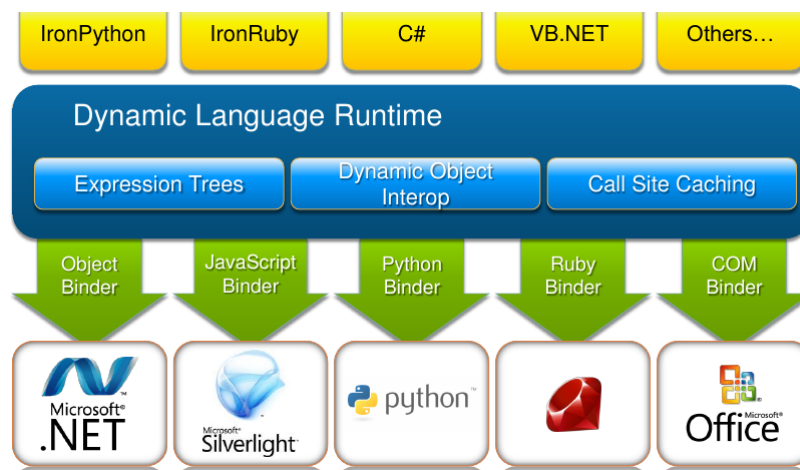 IronPython
IronRuby
C#
VB.NET
Others…
Dynamic Language Runtime
Expression Trees
Dynamic Object
Interop
Call Site Caching
Object
Binder
JavaScript
Binder
Python
Binder
Ruby
Binder
COM
Binder
Microsoft®
.NET
Microsoft®
Silverlight
python™
Microsoft®
Office